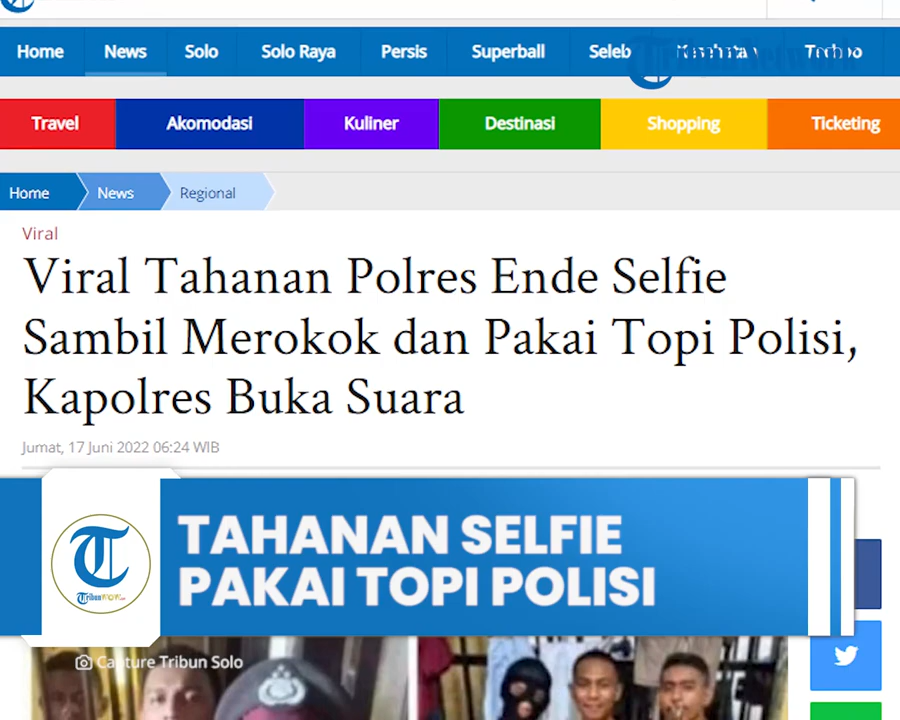 Home News Solo Solo Raya Persis Superball Seleb
Tribun Network
Travel Akomodasi Kuliner Destinasi Shopping Ticketing
Home News Regional
Viral
Viral Tahanan Polres Ende Selfie
Sambil Merokok dan Pakai Topi Polisi,
Kapolres Buka Suara
Jumat, 17 Juni 2022 06:24 WIB
TAHANAN SELFIE
PAKAI TOPI POLISI
Capture Tribun Solo